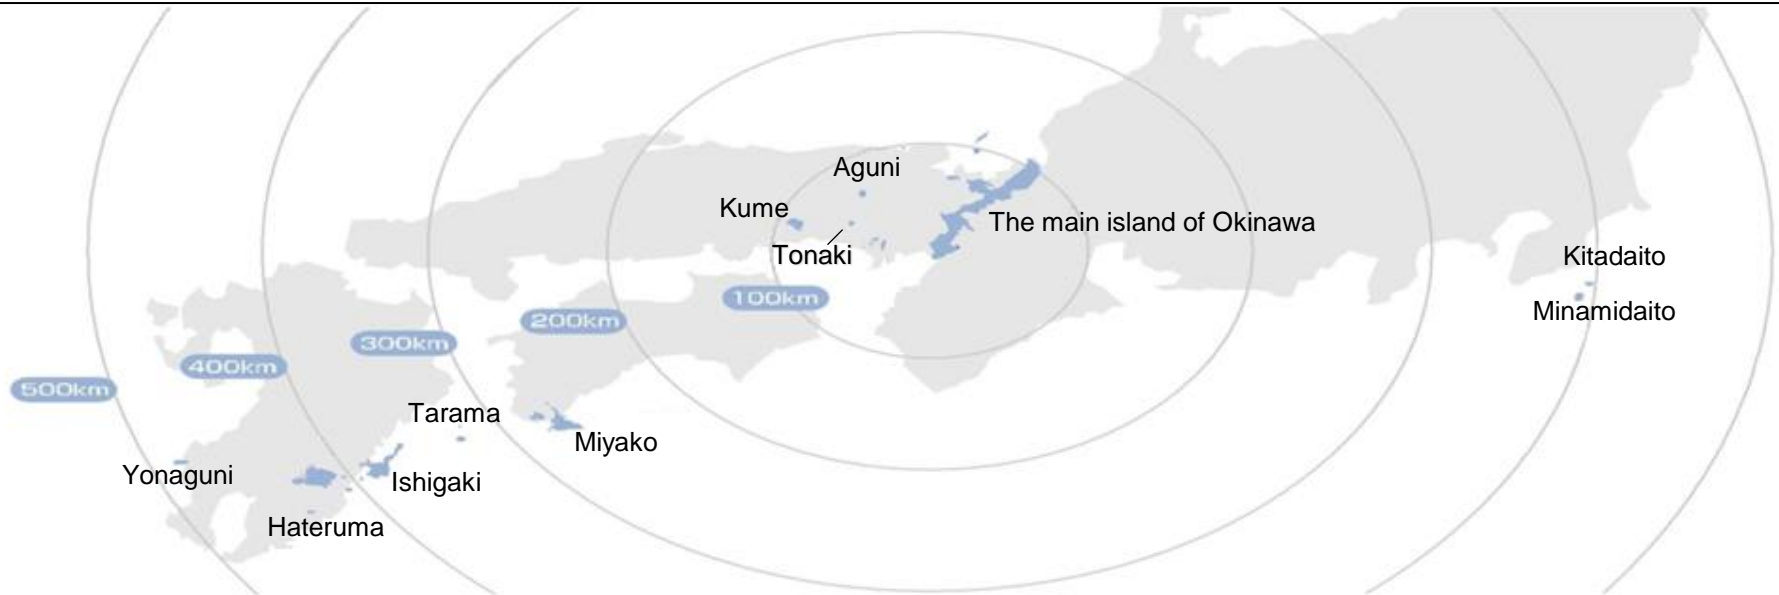 Aguni
Kume
The main island of Okinawa
Tonaki
Kitadaito
100km
Minamidaito
200km
300km
400km
500km
Tarama
Miyako
Yonaguni
Ishigaki
Hateruma